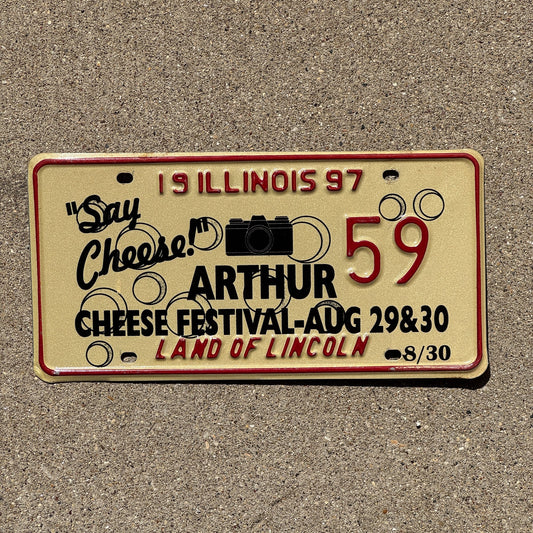 19 ILLINOIS 97
"Say
Cheese!"
59
ARTHUR
CHEESE FESTIVAL-AUG 29&30
LAND OF LINCOLN
8/30